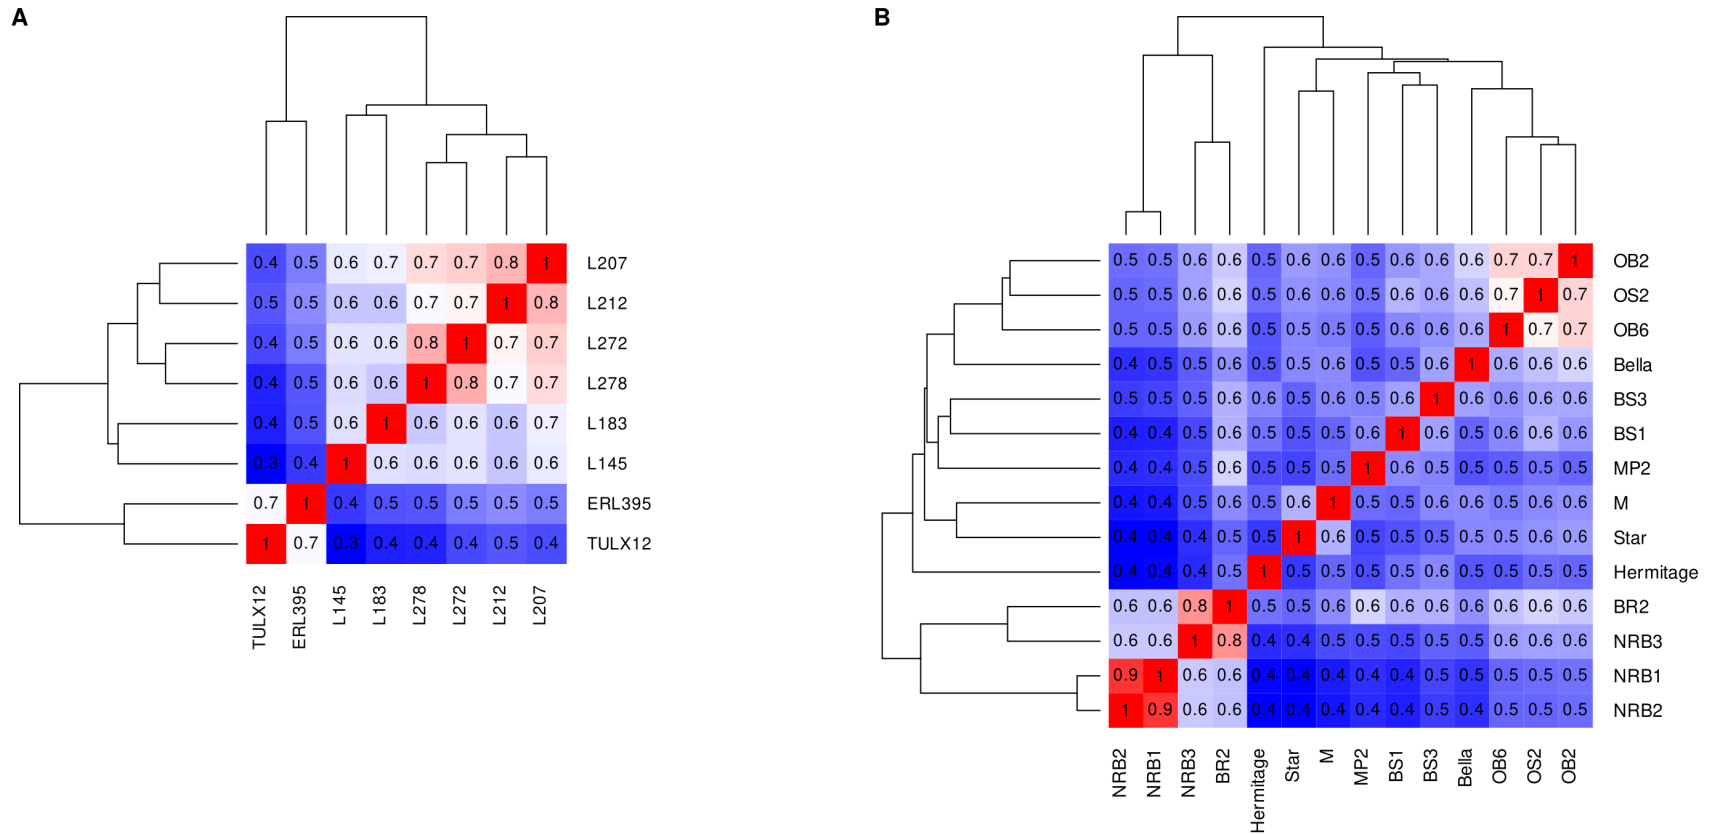 A
0.4 0.5 0.6 0.7 0.7 0.7 0.8 1 L207
0.5 0.5 0.6 0.6 0.7 0.7 1 0.8 L212
0.4 0.5 0.6 0.6 0.8 1 0.7 0.7 L272
0.4 0.5 0.6 0.6 1 0.8 0.7 0.7 L278
0.4 0.5 0.6 1 0.6 0.6 0.6 0.7 L183
0.3 0.4 1 0.6 0.6 0.6 0.6 0.6 L145
0.7 1 0.4 0.5 0.5 0.5 0.5 0.5 ERL395
1 0.7 0.3 0.4 0.4 0.4 0.5 0.4 TULX12
TULX12 ERL395 L145 L183 L278 L272 L212 L207
B
0.5 0.5 0.6 0.6 0.5 0.6 0.6 0.5 0.6 0.6 0.6 0.7 0.7 1 OB2
0.5 0.5 0.6 0.6 0.5 0.6 0.6 0.5 0.6 0.6 0.6 0.7 1 0.7 OS2
0.5 0.5 0.6 0.6 0.5 0.5 0.5 0.5 0.6 0.6 0.6 1 0.7 0.7 OB6
0.4 0.5 0.5 0.6 0.5 0.5 0.6 0.5 0.5 0.6 1 0.6 0.6 0.6 Bella
0.5 0.5 0.5 0.6 0.6 0.5 0.6 0.5 0.6 1 0.6 0.6 0.6 0.6 BS3
0.4 0.4 0.5 0.6 0.5 0.5 0.5 0.6 1 0.6 0.5 0.6 0.6 0.6 BS1
0.4 0.4 0.5 0.6 0.5 0.5 0.5 1 0.6 0.5 0.5 0.5 0.5 0.5 MP2
0.4 0.4 0.5 0.6 0.5 0.6 1 0.5 0.5 0.6 0.6 0.5 0.6 0.6 M
0.4 0.4 0.4 0.5 0.5 1 0.6 0.5 0.5 0.5 0.5 0.5 0.6 0.6 Star
0.4 0.4 0.4 0.5 1 0.5 0.5 0.5 0.5 0.6 0.5 0.5 0.5 0.5 Hermitage
0.6 0.6 0.8 1 0.5 0.5 0.6 0.6 0.6 0.6 0.6 0.6 0.6 0.6 BR2
0.6 0.6 1 0.8 0.4 0.4 0.5 0.5 0.5 0.5 0.5 0.6 0.6 0.6 NRB3
0.9 1 0.6 0.6 0.4 0.4 0.4 0.4 0.4 0.5 0.5 0.5 0.5 0.5 NRB1
1 0.9 0.6 0.6 0.4 0.4 0.4 0.4 0.4 0.5 0.4 0.5 0.5 0.5 NRB2
NRB2 NRB1 NRB3 BR2 Hermitage Star M MP2 BS1 BS3 Bella OB6 OS2 OB2